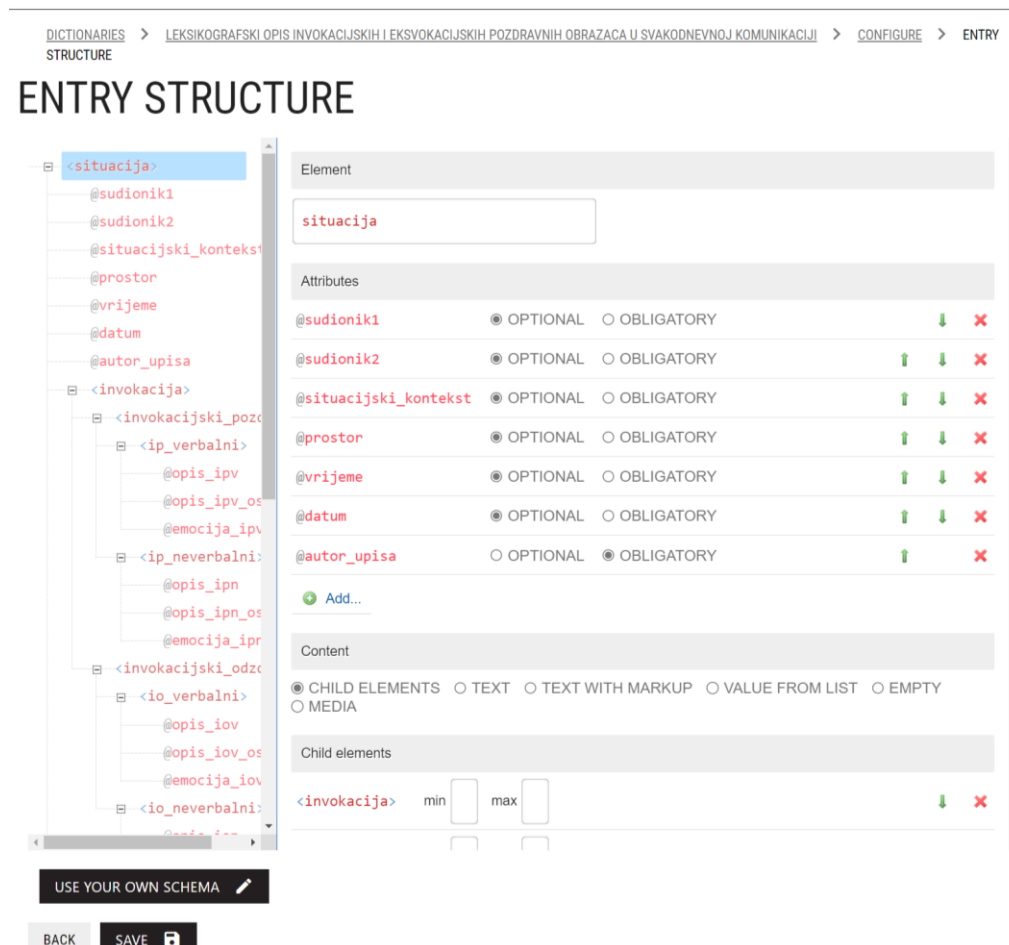 DICTIONARIES > LEKSIKOGRAFSKI OPIS INVOKACIJSKIH I EKSVOKACIJSKIH POZDRAVNIH OBRAZACA U SVAKODNEVNOJ KOMUNIKACIJI > CONFIGURE > ENTRY
STRUCTURE
ENTRY STRUCTURE
<situacija>
@sudionik1
@sudionik2
@situacijski_kontekst
@prostor
@vrijeme
@datum
@autor_upisa
<invokacija>
<invokacijski_pozd
<ip_verbalni>
@opis_ipv
@opis_ipv_os
@emocija_ipv
<ip_neverbalni>
@opis_ipn
@opis_ipn_os
@emocija_ipn
<invokacijski_odzd
<io_verbalni>
@opis_iov
@opis_iov_os
@emocija_iov
<io_neverbalni>
Element
situacija
Attributes
@sudionik1 OPTIONAL OBLIGATORY
@sudionik2 OPTIONAL OBLIGATORY
@situacijski_kontekst OPTIONAL OBLIGATORY
@prostor OPTIONAL OBLIGATORY
@vrijeme OPTIONAL OBLIGATORY
@datum OPTIONAL OBLIGATORY
@autor_upisa OPTIONAL OBLIGATORY
Add...
Content
CHILD ELEMENTS TEXT TEXT WITH MARKUP VALUE FROM LIST EMPTY
MEDIA
Child elements
<invokacija> min max
USE YOUR OWN SCHEMA
BACK SAVE